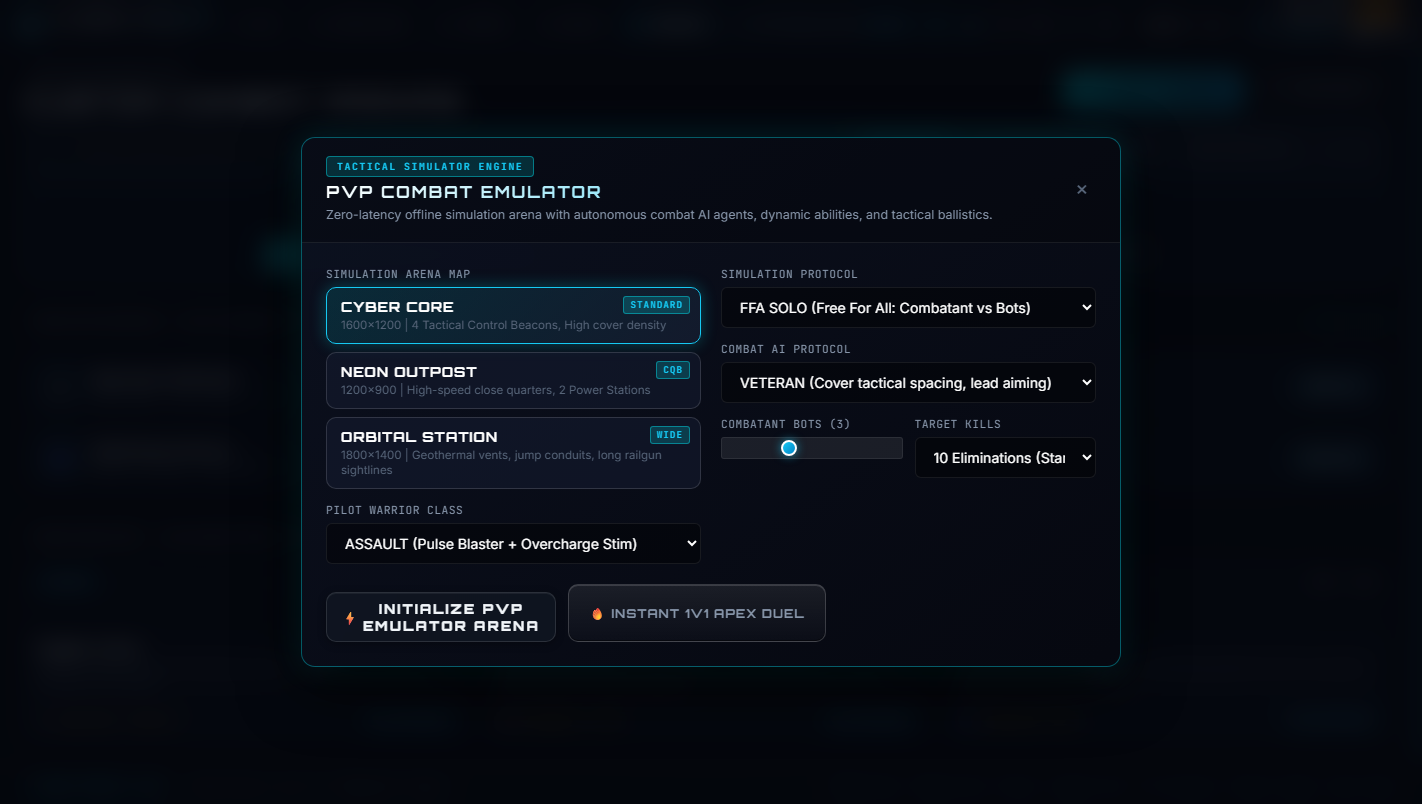 TACTICAL SIMULATOR ENGINE
PVP COMBAT EMULATOR
Zero-latency offline simulation arena with autonomous combat AI agents, dynamic abilities, and tactical ballistics.
×
SIMULATION ARENA MAP
CYBER CORE
STANDARD
1600×1200 | 4 Tactical Control Beacons, High cover density
NEON OUTPOST
CQB
1200×900 | High-speed close quarters, 2 Power Stations
ORBITAL STATION
WIDE
1800×1400 | Geothermal vents, jump conduits, long railgun
sightlines
PILOT WARRIOR CLASS
ASSAULT (Pulse Blaster + Overcharge Stim)
SIMULATION PROTOCOL
FFA SOLO (Free For All: Combatant vs Bots)
COMBAT AI PROTOCOL
VETERAN (Cover tactical spacing, lead aiming)
COMBATANT BOTS (3)
TARGET KILLS
10 Eliminations (Star
INITIALIZE PVP
EMULATOR ARENA
INSTANT 1V1 APEX DUEL